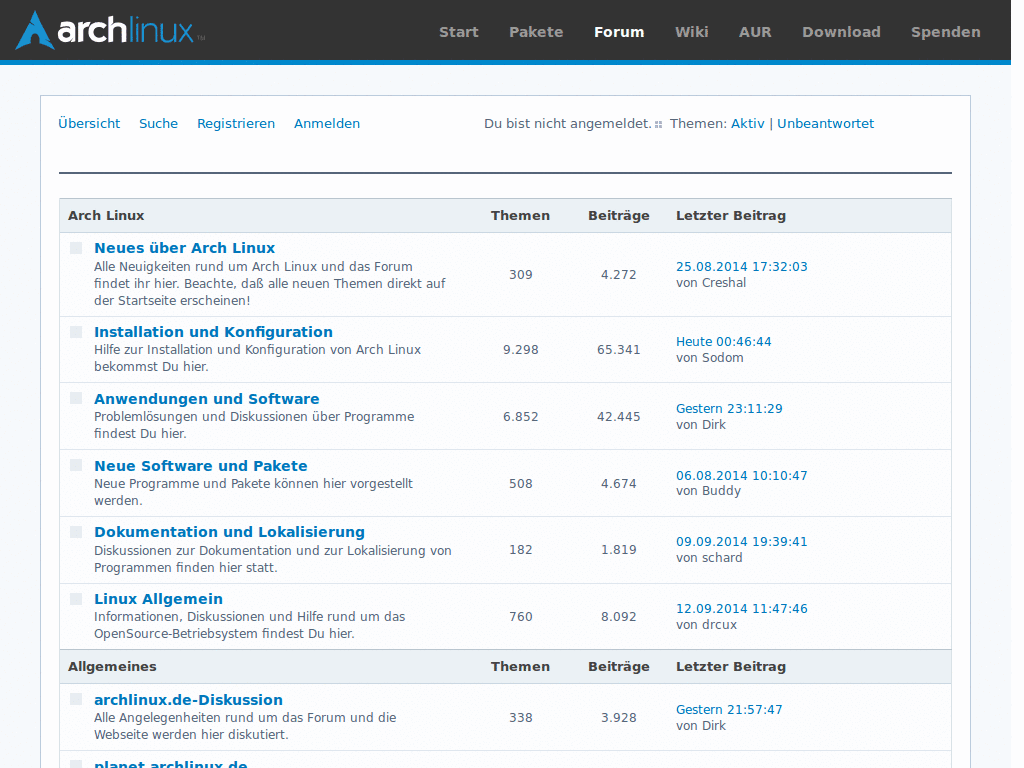 archlinux™
Start Pakete Forum Wiki AUR Download Spenden
Übersicht Suche Registrieren Anmelden Du bist nicht angemeldet. Themen: Aktiv | Unbeantwortet
Arch Linux Themen Beiträge Letzter Beitrag
Neues über Arch Linux
Alle Neuigkeiten rund um Arch Linux und das Forum
findet ihr hier. Beachte, daß alle neuen Themen direkt auf
der Startseite erscheinen!
309 4.272
25.08.2014 17:32:03
von Creshal
Installation und Konfiguration
Hilfe zur Installation und Konfiguration von Arch Linux
bekommst Du hier.
9.298 65.341
Heute 00:46:44
von Sodom
Anwendungen und Software
Problemlösungen und Diskussionen über Programme
findest Du hier.
6.852 42.445
Gestern 23:11:29
von Dirk
Neue Software und Pakete
Neue Programme und Pakete können hier vorgestellt
werden.
508 4.674
06.08.2014 10:10:47
von Buddy
Dokumentation und Lokalisierung
Diskussionen zur Dokumentation und zur Lokalisierung von
Programmen finden hier statt.
182 1.819
09.09.2014 19:39:41
von schard
Linux Allgemein
Informationen, Diskussionen und Hilfe rund um das
OpenSource-Betriebsystem findest Du hier.
760 8.092
12.09.2014 11:47:46
von drcux
Allgemeines Themen Beiträge Letzter Beitrag
archlinux.de-Diskussion
Alle Angelegenheiten rund um das Forum und die
Webseite werden hier diskutiert.
338 3.928
Gestern 21:57:47
von Dirk
planet.archlinux.de